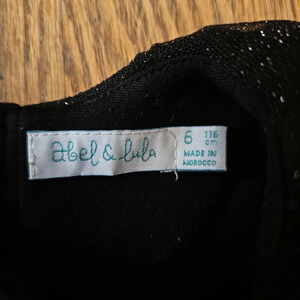 abel & lula
6 116 cm
MADE IN
MOROCCO